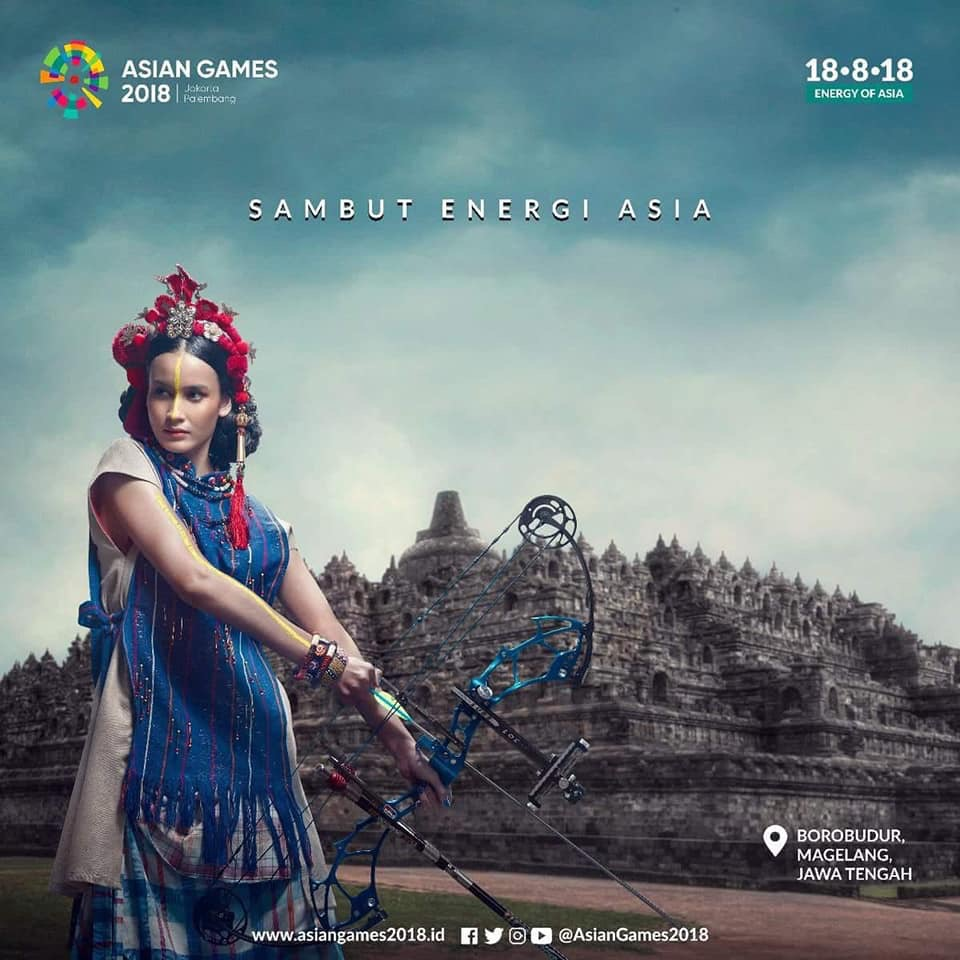 ASIAN GAMES
2018 | Jakarta
Palembang
18•8•18
ENERGY OF ASIA
SAMBUT ENERGI ASIA
BOROBUDUR,
MAGELANG,
JAWA TENGAH
www.asiangames2018.id @AsianGames2018